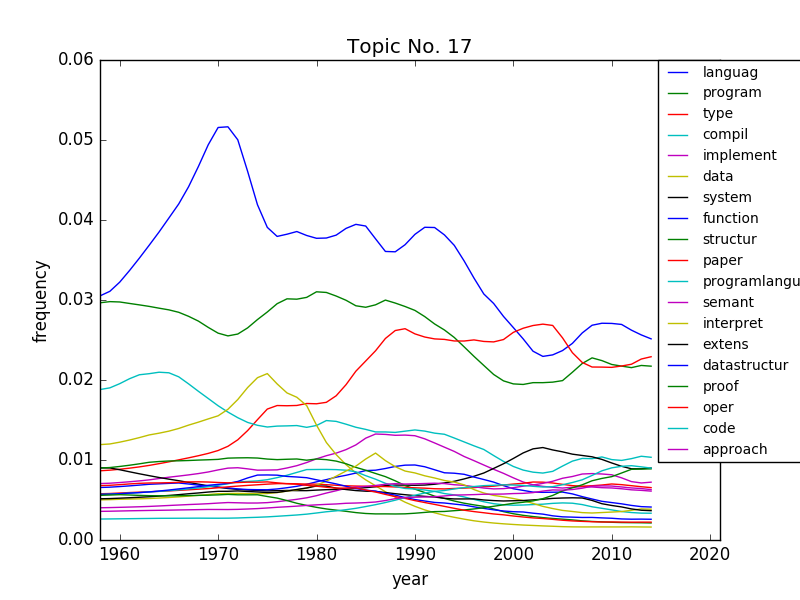 Topic No. 17
0.06
0.05
0.04
0.03
0.02
0.01
0.00
frequency
1960 1970 1980 1990 2000 2010 2020
year
languag
program
type
compil
implement
data
system
function
structur
paper
programlangu
semant
interpret
extens
datastructur
proof
oper
code
approach